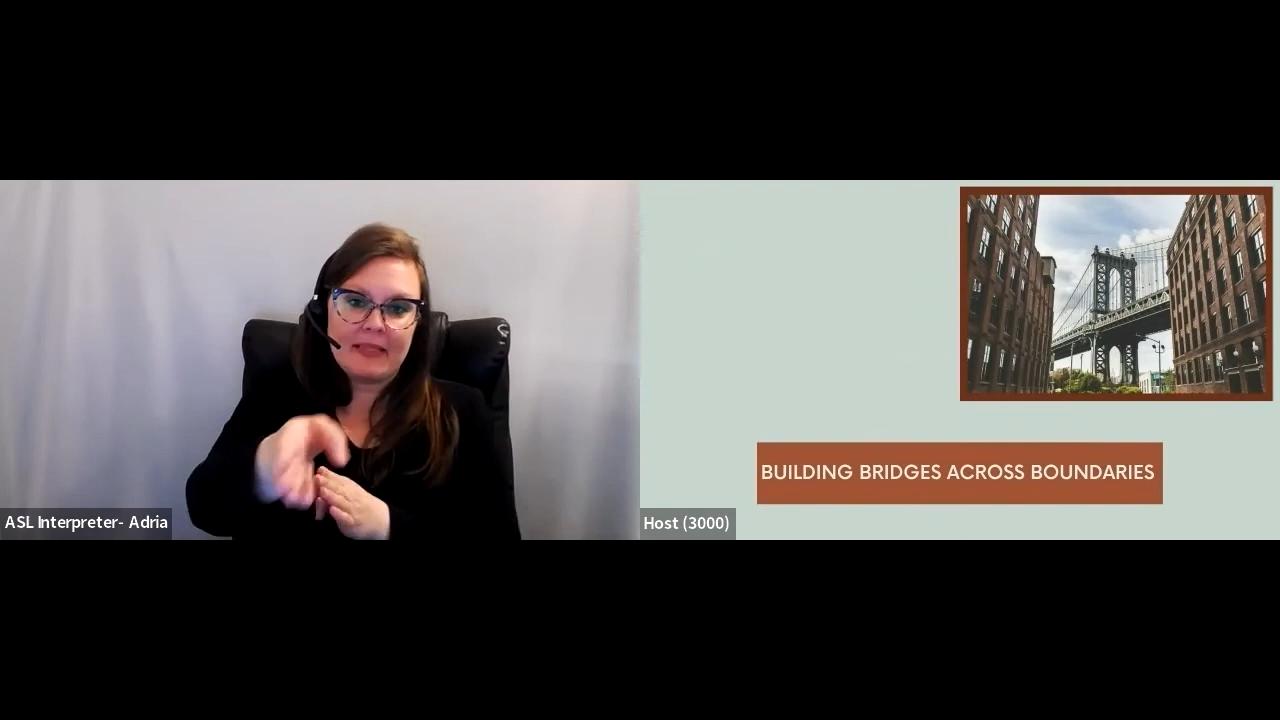 BUILDING BRIDGES ACROSS BOUNDARIES
ASL Interpreter- Adria
Host (3000)